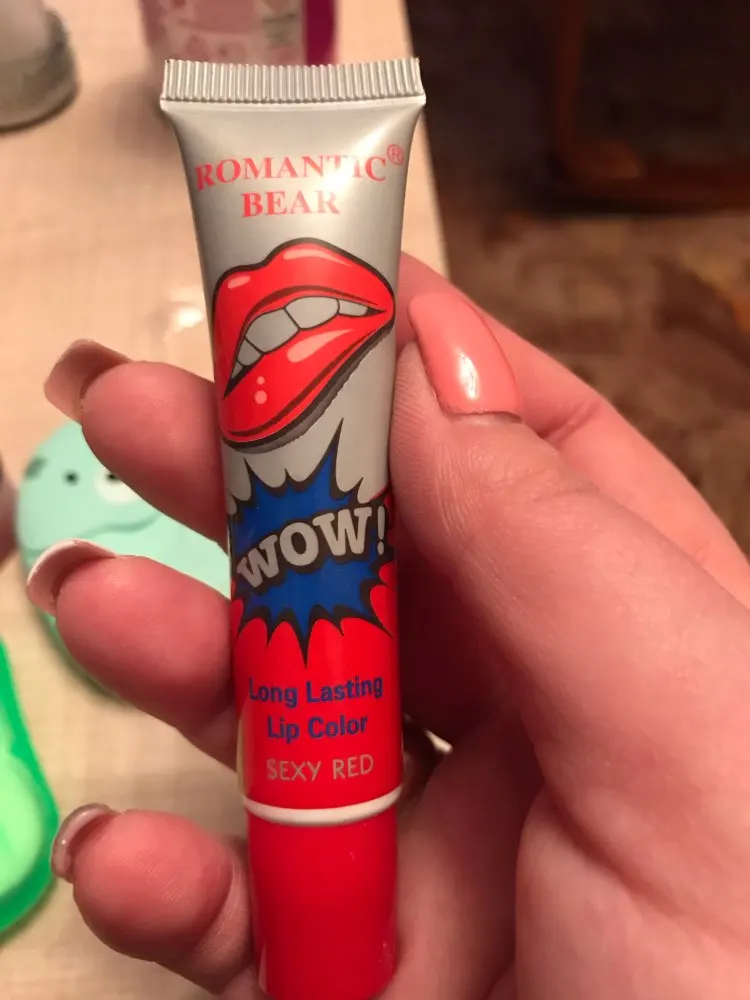 ROMANTIC®
BEAR
WOW!
Long Lasting
Lip Color
SEXY RED